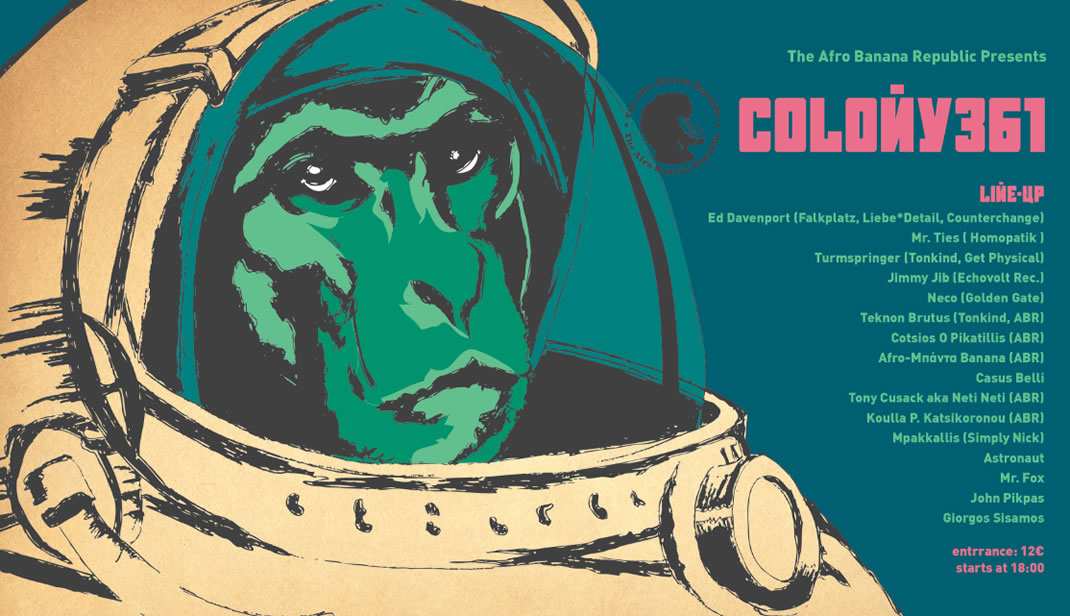 The Afro Banana Republic Presents
COLOЙY361
LIЙE-UP
Ed Davenport (Falkplatz, Liebe*Detail, Counterchange)
Mr. Ties ( Homopatik )
Turmspringer (Tonkind, Get Physical)
Jimmy Jib (Echovolt Rec.)
Neco (Golden Gate)
Teknon Brutus (Tonkind, ABR)
Cotsios O Pikatillis (ABR)
Afro-Μπάντα Banana (ABR)
Casus Belli
Tony Cusack aka Neti Neti (ABR)
Koulla P. Katsikoronou (ABR)
Mpakkallis (Simply Nick)
Astronaut
Mr. Fox
John Pikpas
Giorgos Sisamos
entrrance: 12€
starts at 18:00